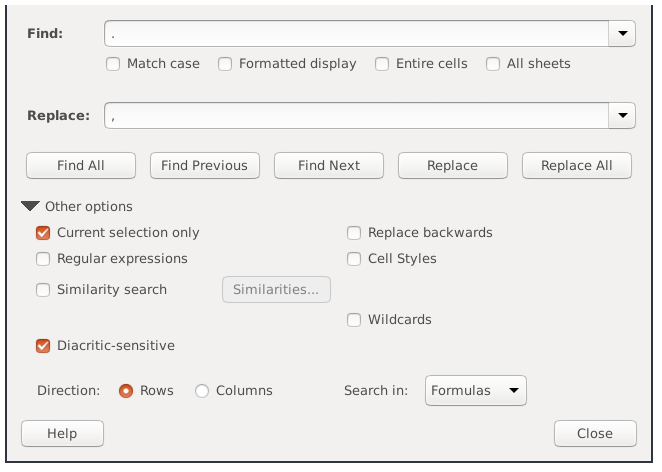 Find: .
Match case Formatted display Entire cells All sheets
Replace: ,
Find All Find Previous Find Next Replace Replace All
Other options
Current selection only Replace backwards
Regular expressions Cell Styles
Similarity search Similarities...
Wildcards
Diacritic-sensitive
Direction: Rows Columns Search in: Formulas
Help Close